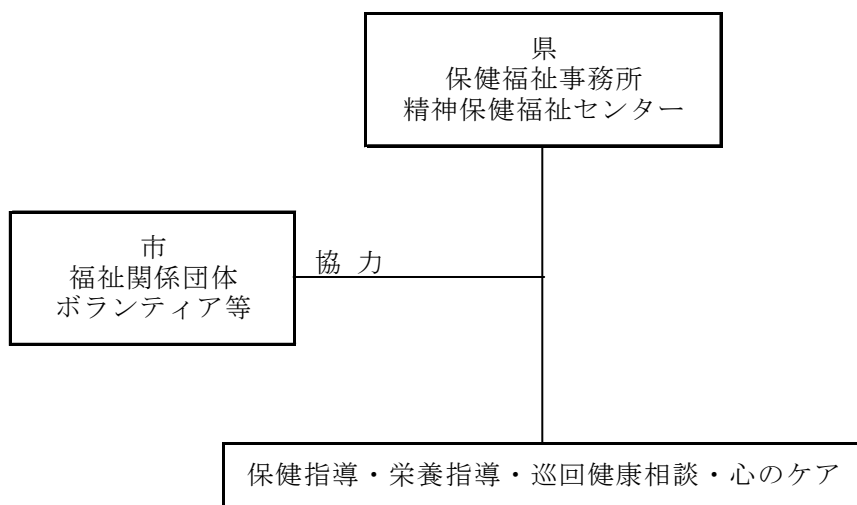 県
保健福祉事務所
精神保健福祉センター
市
福祉関係団体
ボランティア等
協 力
保健指導・栄養指導・巡回健康相談・心のケア